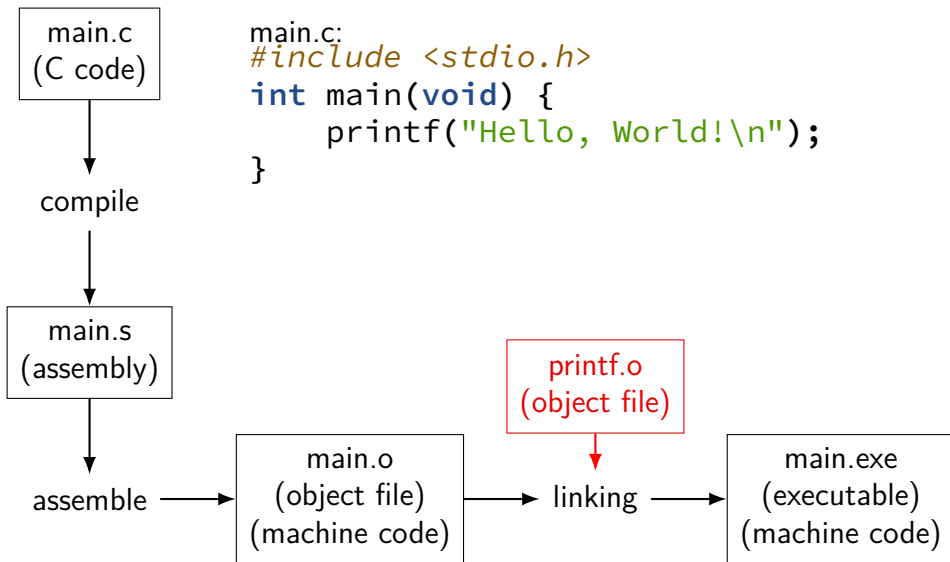 main.c
(C code)
main.c:
#include <stdio.h>
int main(void) {
    printf("Hello, World!\n");
}
compile
main.s
(assembly)
printf.o
(object file)
assemble
main.o
(object file)
(machine code)
linking
main.exe
(executable)
(machine code)